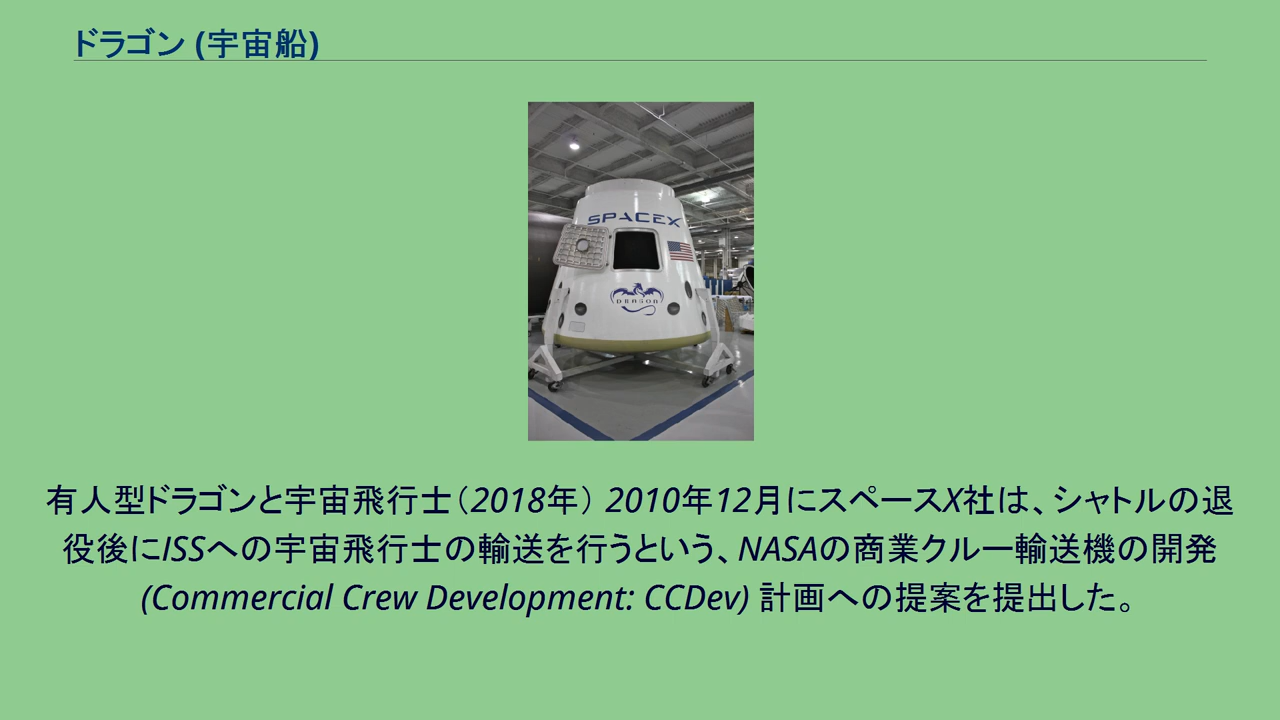 ドラゴン (宇宙船)
SPACEX
DRAGON
有人型ドラゴンと宇宙飛行士（2018年） 2010年12月にスペースX社は、シャトルの退
役後にISSへの宇宙飛行士の輸送を行うという、NASAの商業クルー輸送機の開発
(Commercial Crew Development: CCDev) 計画への提案を提出した。